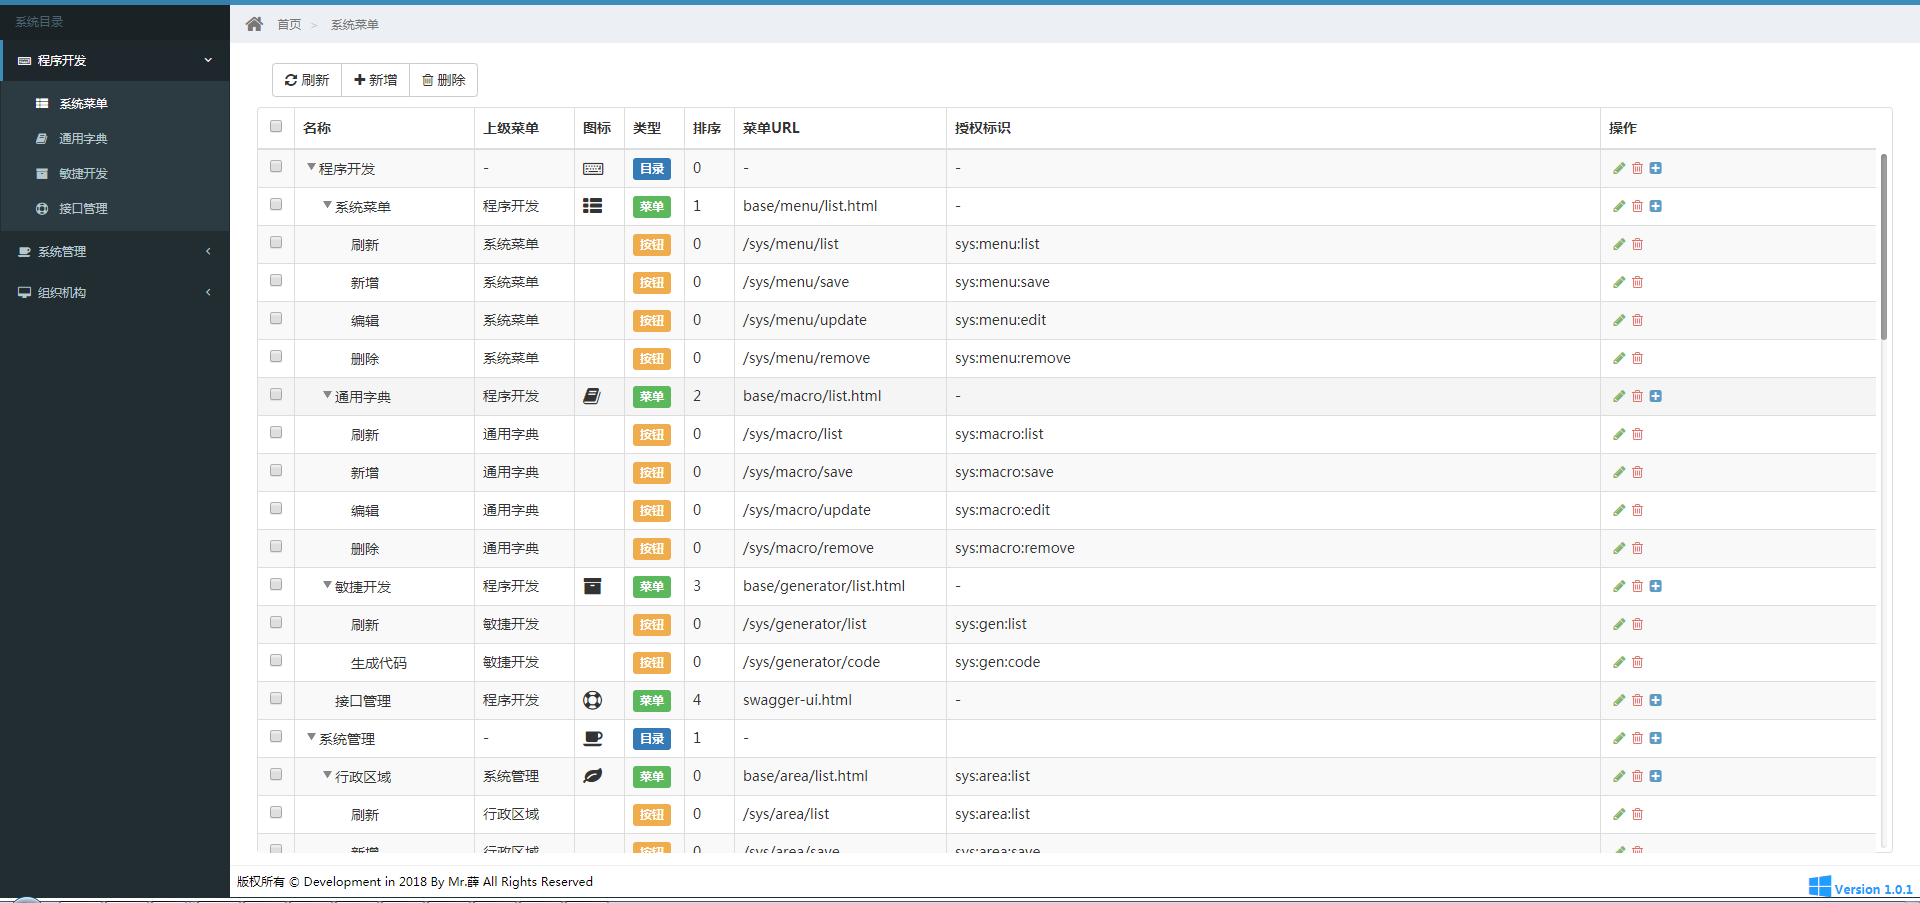 系统目录
程序开发
系统菜单
通用字典
敏捷开发
接口管理
系统管理
组织机构
首页 > 系统菜单
刷新 新增 删除
名称 上级菜单 图标 类型 排序 菜单URL 授权标识 操作
程序开发 - 目录 0 - -
系统菜单 程序开发 菜单 1 base/menu/list.html -
刷新 系统菜单 按钮 0 /sys/menu/list sys:menu:list
新增 系统菜单 按钮 0 /sys/menu/save sys:menu:save
编辑 系统菜单 按钮 0 /sys/menu/update sys:menu:edit
删除 系统菜单 按钮 0 /sys/menu/remove sys:menu:remove
通用字典 程序开发 菜单 2 base/macro/list.html -
刷新 通用字典 按钮 0 /sys/macro/list sys:macro:list
新增 通用字典 按钮 0 /sys/macro/save sys:macro:save
编辑 通用字典 按钮 0 /sys/macro/update sys:macro:edit
删除 通用字典 按钮 0 /sys/macro/remove sys:macro:remove
敏捷开发 程序开发 菜单 3 base/generator/list.html -
刷新 敏捷开发 按钮 0 /sys/generator/list sys:gen:list
生成代码 敏捷开发 按钮 0 /sys/generator/code sys:gen:code
接口管理 程序开发 菜单 4 swagger-ui.html -
系统管理 - 目录 1 -
行政区域 系统管理 菜单 0 base/area/list.html sys:area:list
刷新 行政区域 按钮 0 /sys/area/list sys:area:list
新增 行政区域 按钮 0 /sys/area/save sys:area:save
版权所有 © Development in 2018 By Mr.薛 All Rights Reserved
Version 1.0.1